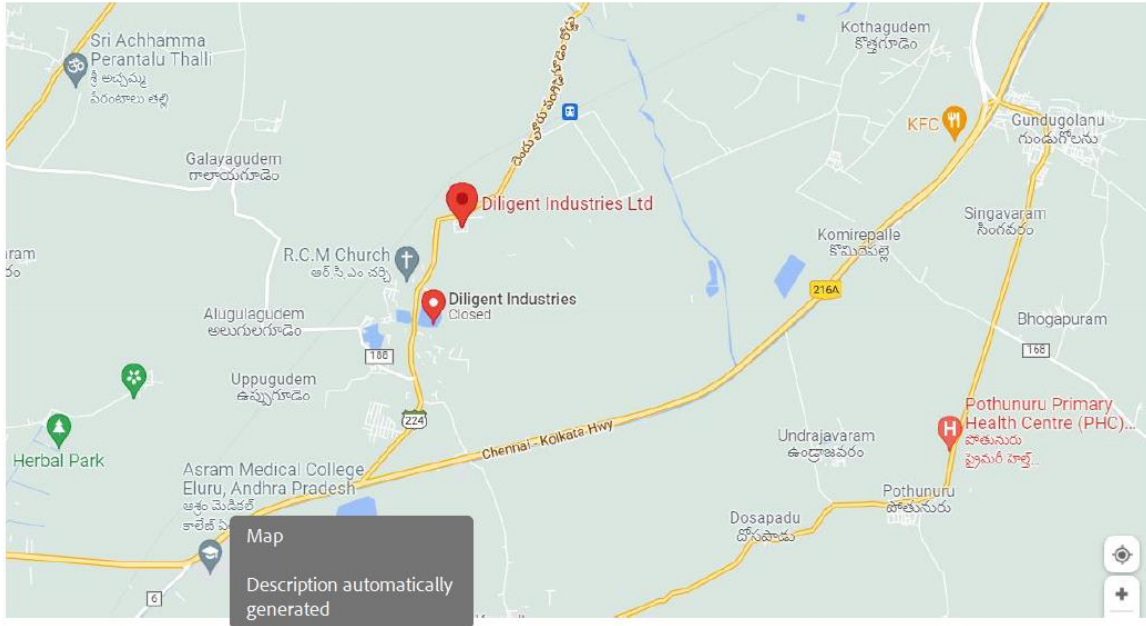 Sri Achhamma
Perantalu Thalli
శ్రీ అచ్చమ్మ
పేరంటాలు తల్లి
Kothagudem
కొత్తగూడెం
KFC
Gundugolanu
గుండుగోలను
Galayagudem
గాలాయగూడెం
Diligent Industries Ltd
Singavaram
సింగవరం
Komirepalle
కొమిరేపల్లె
R.C.M Church
ఆర్.సి.ఎం చర్చి
216A
Diligent Industries
Closed
Alugulagudem
అలుగులగూడెం
Bhogapuram
168
188
Uppugudem
ఉప్పుగూడెం
224
Pothunuru Primary
Health Centre (PHC)...
పోతునూరు
ప్రైమరీ హెల్త్...
Chennai - Kolkata Hwy
Undrajavaram
ఉండ్రాజవరం
Herbal Park
Asram Medical College
Eluru, Andhra Pradesh
ఆశ్రం మెడికల్
కాలేజ్
Pothunuru
పోతునూరు
Dosapadu
దోసపాడు
Map
Description automatically
generated
6